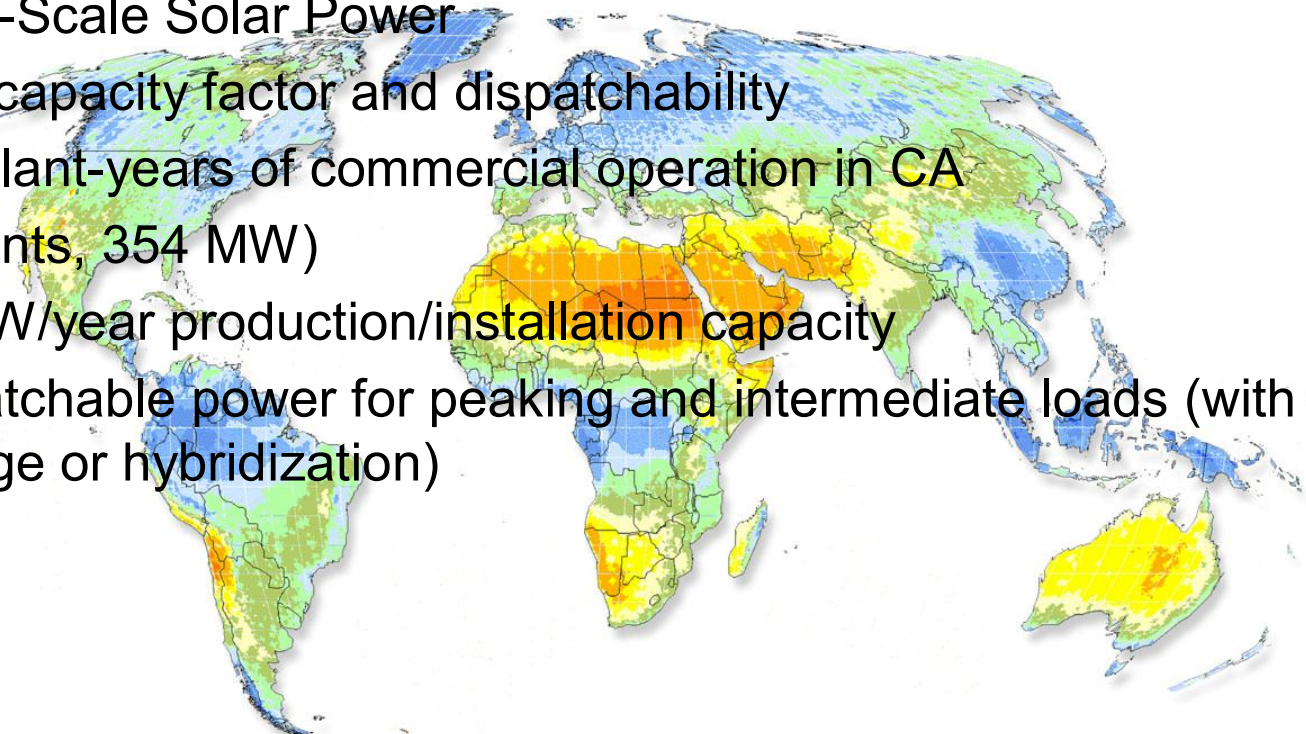 -Scale Solar Power
capacity factor and dispatchability
lant-years of commercial operation in CA
nts, 354 MW)
W/year production/installation capacity
tchable power for peaking and intermediate loads (with
ge or hybridization)